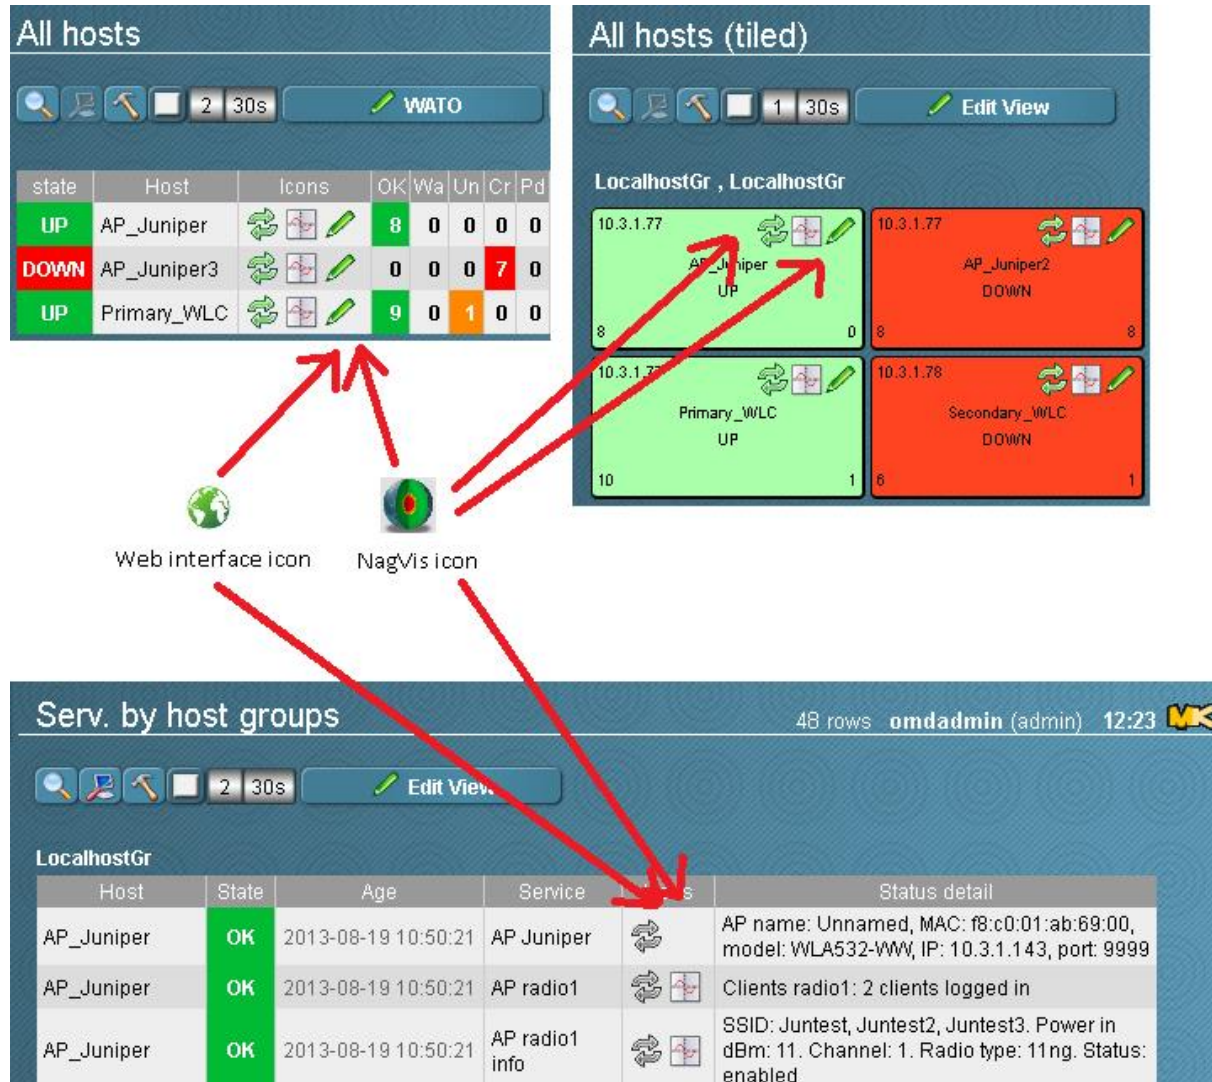 All hosts
2 30s WATO
state Host Icons OK Wa Un Cr Pd
UP AP_Juniper 8 0 0 0 0
DOWN AP_Juniper3 0 0 0 7 0
UP Primary_WLC 9 0 1 0 0
All hosts (tiled)
1 30s Edit View
LocalhostGr , LocalhostGr
10.3.1.77
AP_Juniper
UP
8 0
10.3.1.77
AP_Juniper2
DOWN
8 8
10.3.1.77
Primary_WLC
UP
10 1
10.3.1.78
Secondary_WLC
DOWN
6 1
Web interface icon
NagVis icon
Serv. by host groups
48 rows omdadmin (admin) 12:23 MK
2 30s Edit View
LocalhostGr
Host State Age Service Status detail
AP_Juniper OK 2013-08-19 10:50:21 AP Juniper AP name: Unnamed, MAC: f8:c0:01:ab:69:00,
model: WLA532-WW, IP: 10.3.1.143, port: 9999
AP_Juniper OK 2013-08-19 10:50:21 AP radio1 Clients radio1: 2 clients logged in
AP_Juniper OK 2013-08-19 10:50:21 AP radio1
info
SSID: Juntest, Juntest2, Juntest3. Power in
dBm: 11. Channel: 1. Radio type: 11ng. Status:
enabled